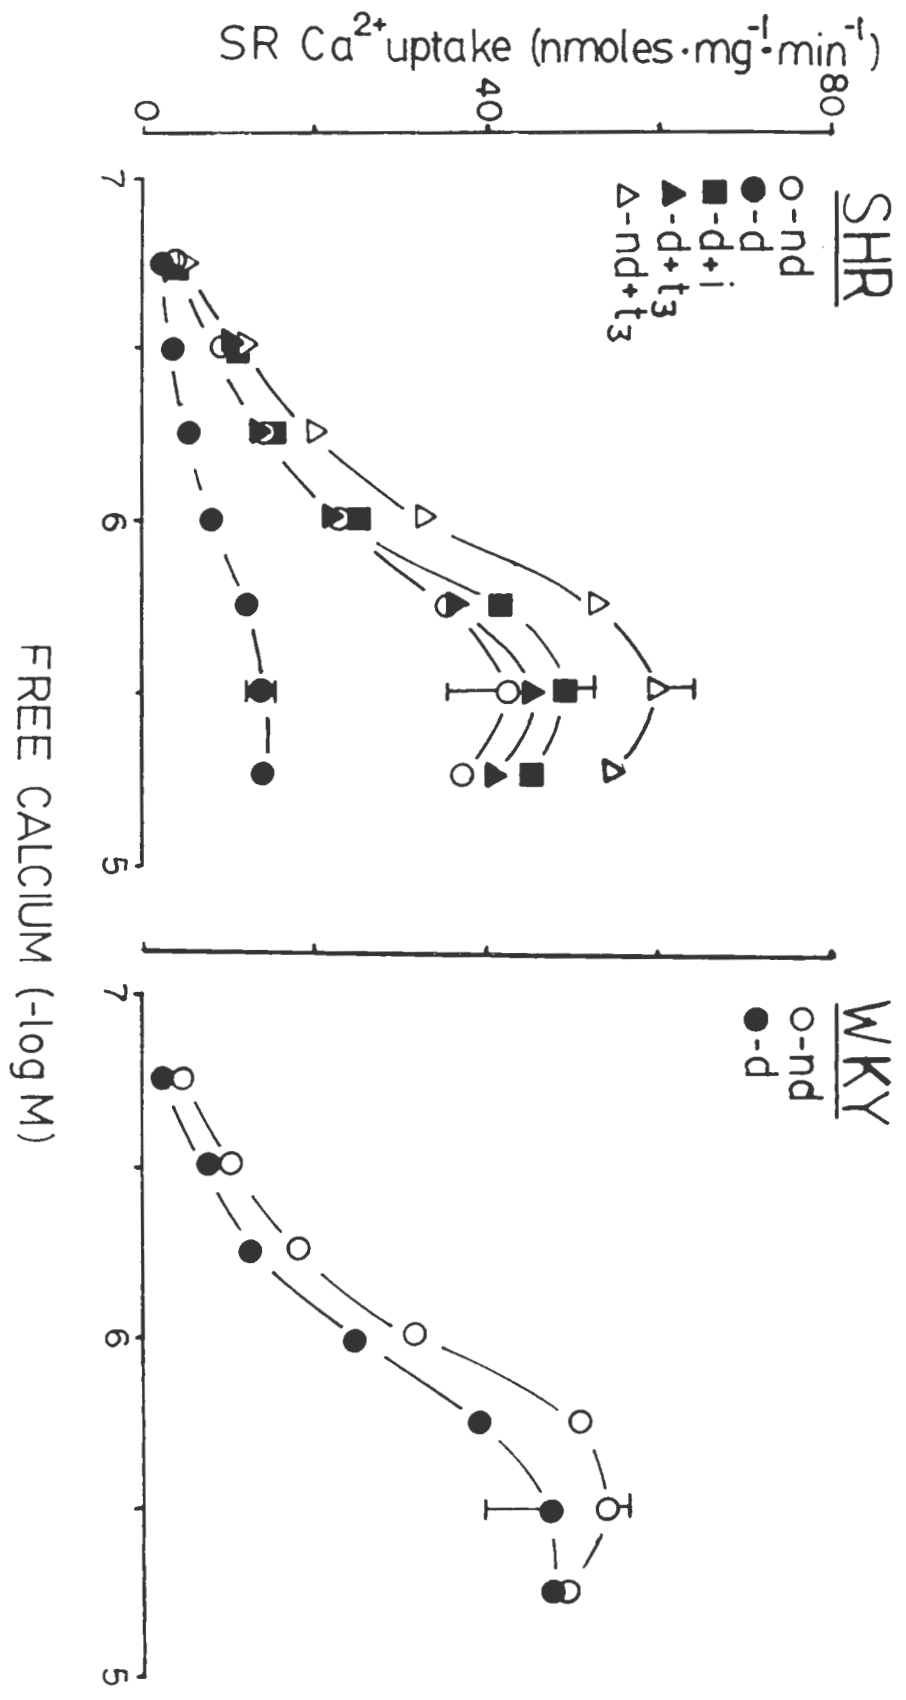 SR Ca²⁺uptake (nmoles·mg⁻¹·min⁻¹)
80
40
0
SHR
○-nd
●-d
■-d+i
▲-d+t₃
△-nd+t₃
7
6
5
WKY
○-nd
●-d
7
6
5
FREE CALCIUM (-log M)